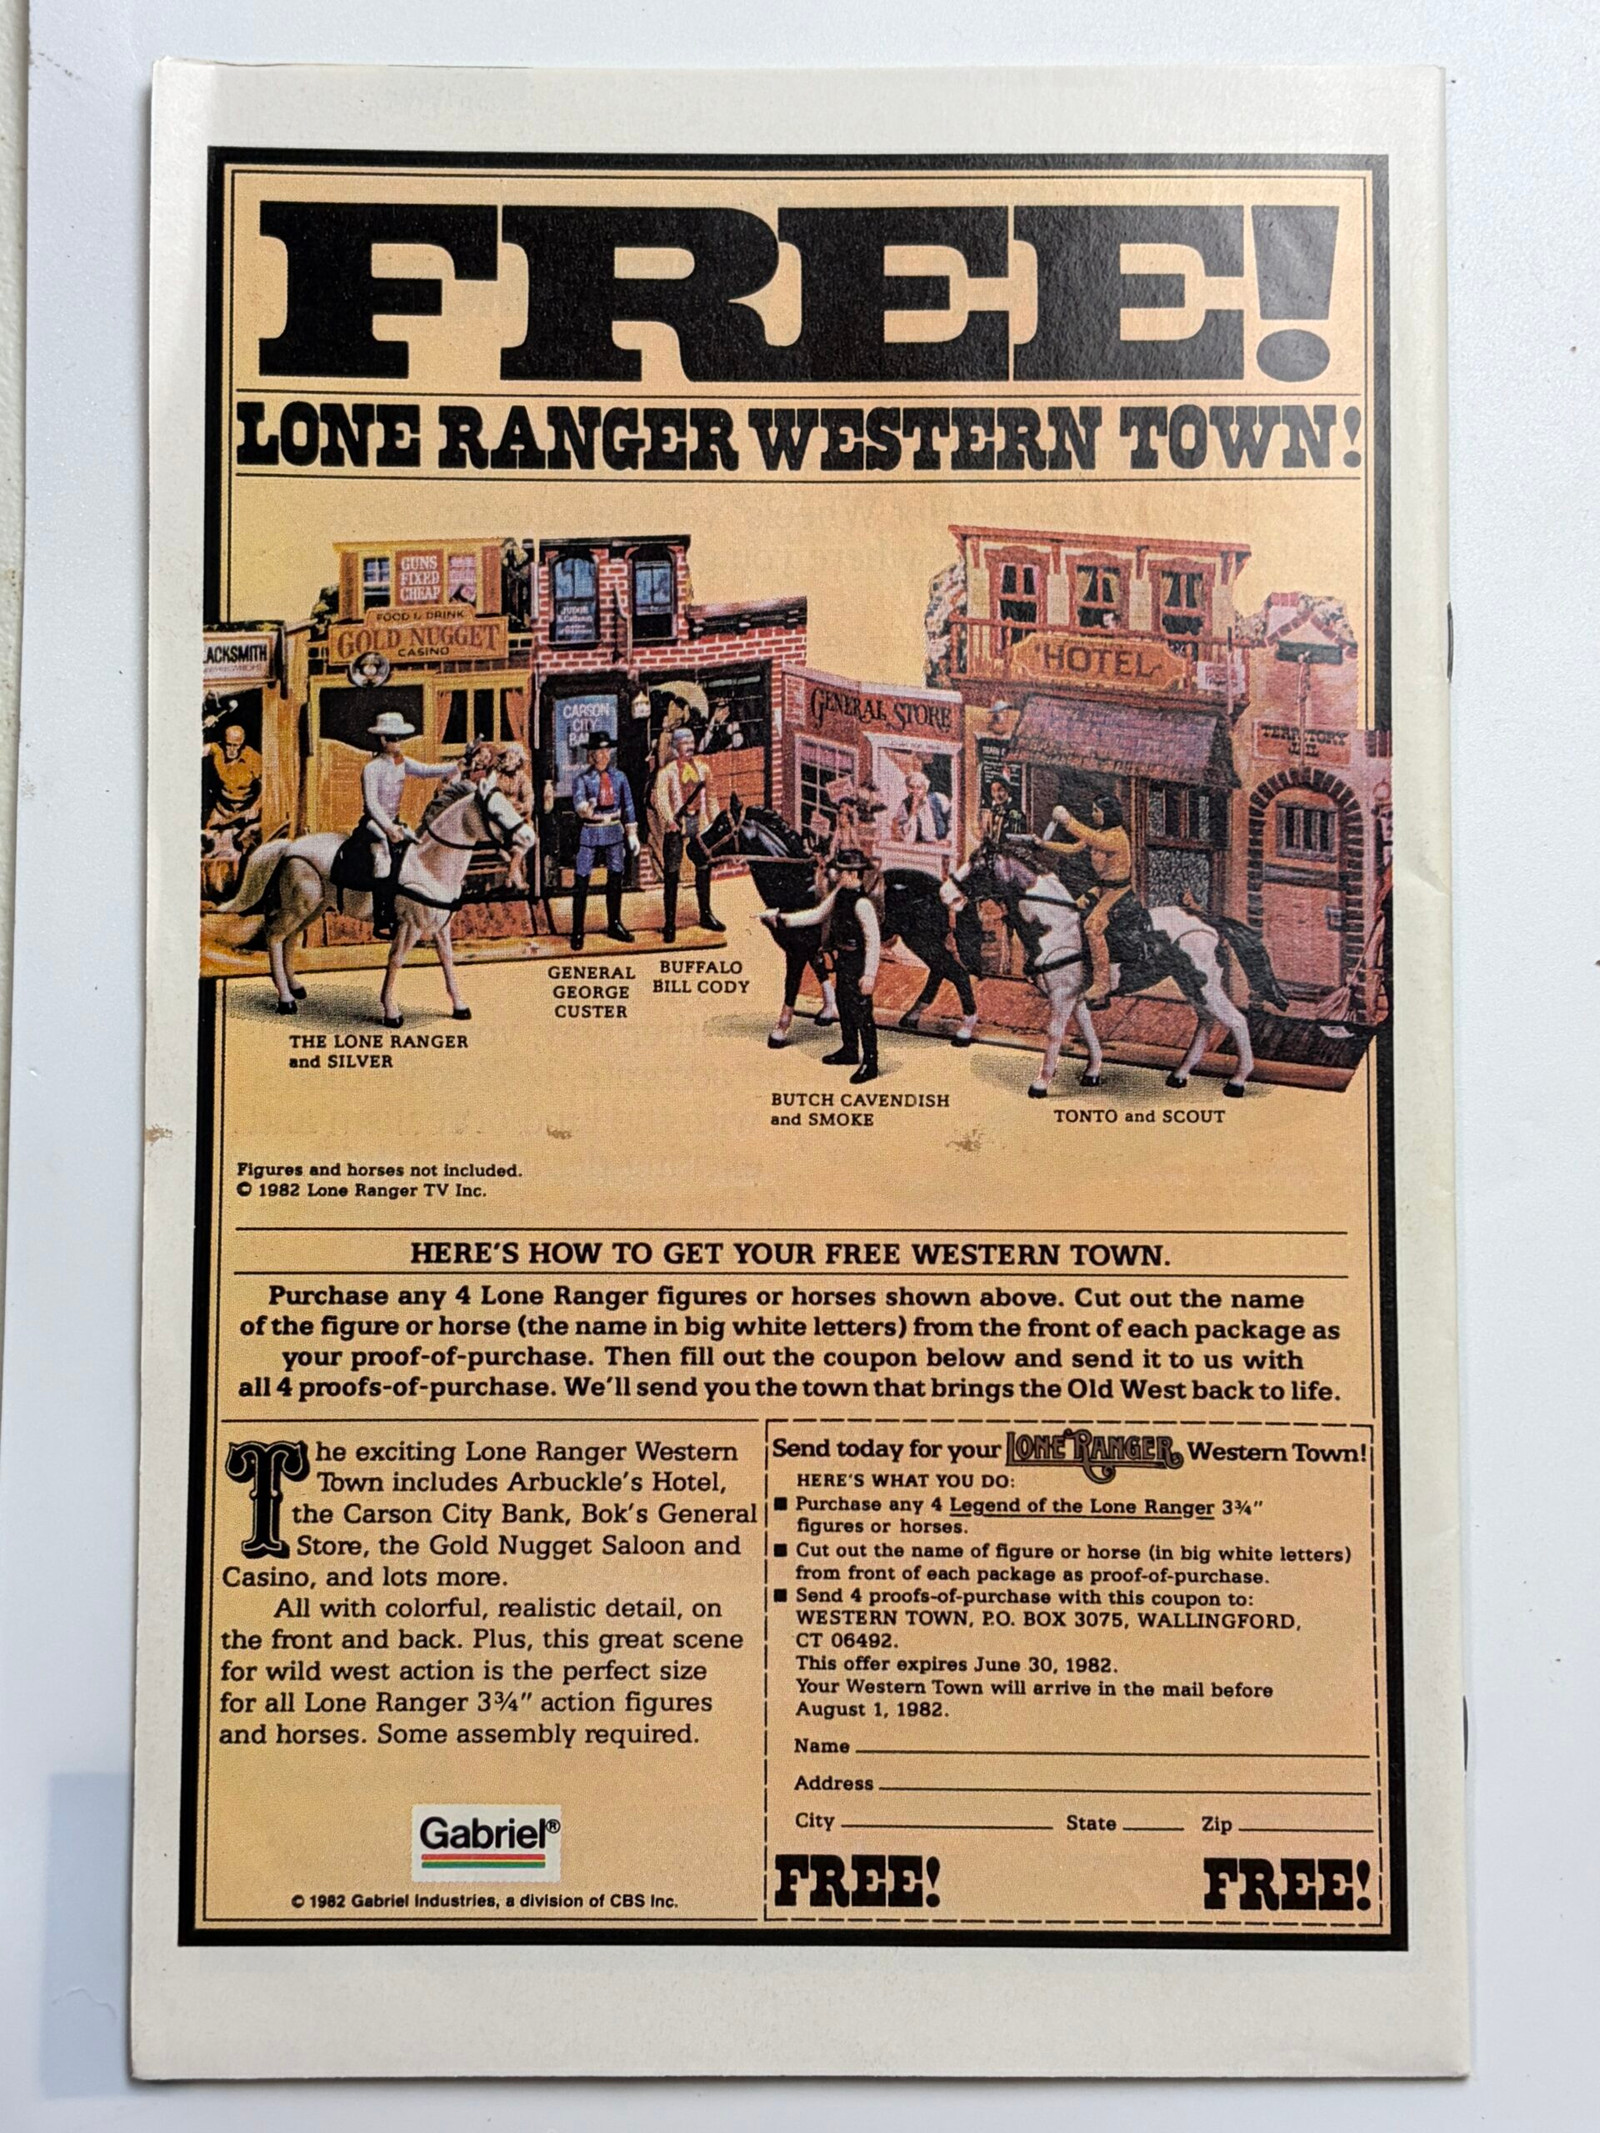 FREE!
LONE RANGER WESTERN TOWN!
GUNS
FIXED
CHEAP
FOOD & DRINK
GOLD NUGGET
CASINO
LACKSMITH
CARSON
CITY
GENERAL STORE
HOTEL
GENERAL
GEORGE
CUSTER
BUFFALO
BILL CODY
THE LONE RANGER
and SILVER
BUTCH CAVENDISH
and SMOKE
TONTO and SCOUT
Figures and horses not included.
© 1982 Lone Ranger TV Inc.
HERE'S HOW TO GET YOUR FREE WESTERN TOWN.
Purchase any 4 Lone Ranger figures or horses shown above. Cut out the name
of the figure or horse (the name in big white letters) from the front of each package as
your proof-of-purchase. Then fill out the coupon below and send it to us with
all 4 proofs-of-purchase. We'll send you the town that brings the Old West back to life.
The exciting Lone Ranger Western
Town includes Arbuckle's Hotel,
the Carson City Bank, Bok's General
Store, the Gold Nugget Saloon and
Casino, and lots more.
All with colorful, realistic detail, on
the front and back. Plus, this great scene
for wild west action is the perfect size
for all Lone Ranger 3¾" action figures
and horses. Some assembly required.
Gabriel®
© 1982 Gabriel Industries, a division of CBS Inc.
Send today for your LONE RANGER Western Town!
HERE'S WHAT YOU DO:
■ Purchase any 4 Legend of the Lone Ranger 3¾"
figures or horses.
■ Cut out the name of figure or horse (in big white letters)
from front of each package as proof-of-purchase.
■ Send 4 proofs-of-purchase with this coupon to:
WESTERN TOWN, P.O. BOX 3075, WALLINGFORD,
CT 06492.
This offer expires June 30, 1982.
Your Western Town will arrive in the mail before
August 1, 1982.
Name
Address
City State Zip
FREE! FREE!